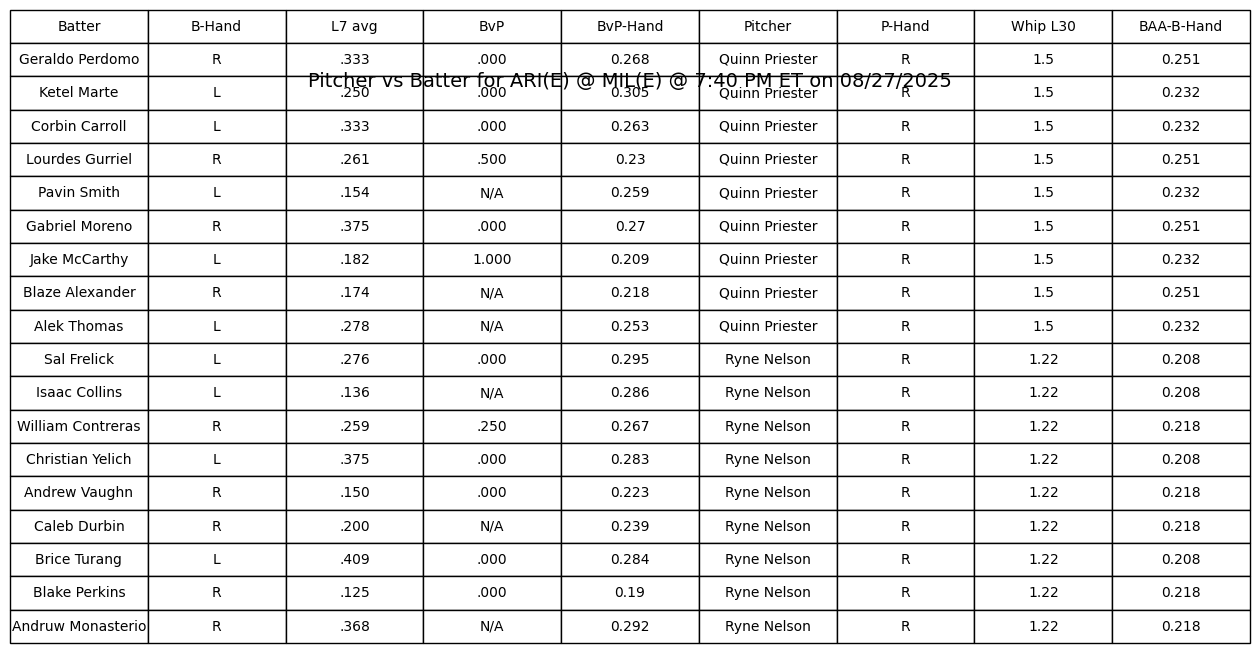 Batter B-Hand L7 avg BvP BvP-Hand Pitcher P-Hand Whip L30 BAA-B-Hand
Geraldo Perdomo R .333 .000 0.268 Quinn Priester R 1.5 0.251
Pitcher vs Batter for ARI(E) @ MIL(E) @ 7:40 PM ET on 08/27/2025
Ketel Marte L .250 .000 0.305 Quinn Priester R 1.5 0.232
Corbin Carroll L .333 .000 0.263 Quinn Priester R 1.5 0.232
Lourdes Gurriel R .261 .500 0.23 Quinn Priester R 1.5 0.251
Pavin Smith L .154 N/A 0.259 Quinn Priester R 1.5 0.232
Gabriel Moreno R .375 .000 0.27 Quinn Priester R 1.5 0.251
Jake McCarthy L .182 1.000 0.209 Quinn Priester R 1.5 0.232
Blaze Alexander R .174 N/A 0.218 Quinn Priester R 1.5 0.251
Alek Thomas L .278 N/A 0.253 Quinn Priester R 1.5 0.232
Sal Frelick L .276 .000 0.295 Ryne Nelson R 1.22 0.208
Isaac Collins L .136 N/A 0.286 Ryne Nelson R 1.22 0.208
William Contreras R .259 .250 0.267 Ryne Nelson R 1.22 0.218
Christian Yelich L .375 .000 0.283 Ryne Nelson R 1.22 0.208
Andrew Vaughn R .150 .000 0.223 Ryne Nelson R 1.22 0.218
Caleb Durbin R .200 N/A 0.239 Ryne Nelson R 1.22 0.218
Brice Turang L .409 .000 0.284 Ryne Nelson R 1.22 0.208
Blake Perkins R .125 .000 0.19 Ryne Nelson R 1.22 0.218
Andruw Monasterio R .368 N/A 0.292 Ryne Nelson R 1.22 0.218